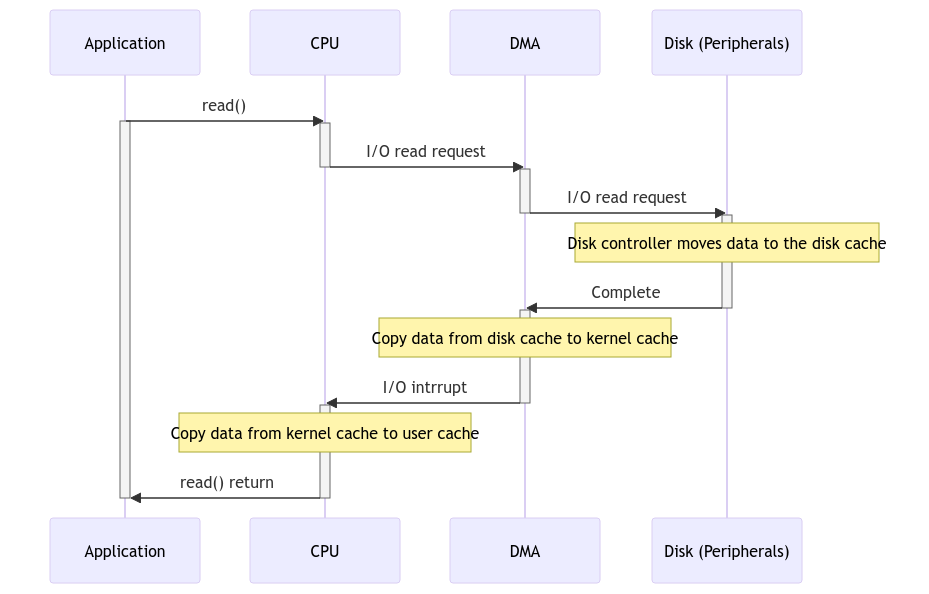 Application
CPU
DMA
Disk (Peripherals)
read()
I/O read request
I/O read request
Disk controller moves data to the disk cache
Complete
Copy data from disk cache to kernel cache
I/O intrrupt
Copy data from kernel cache to user cache
read() return
Application
CPU
DMA
Disk (Peripherals)